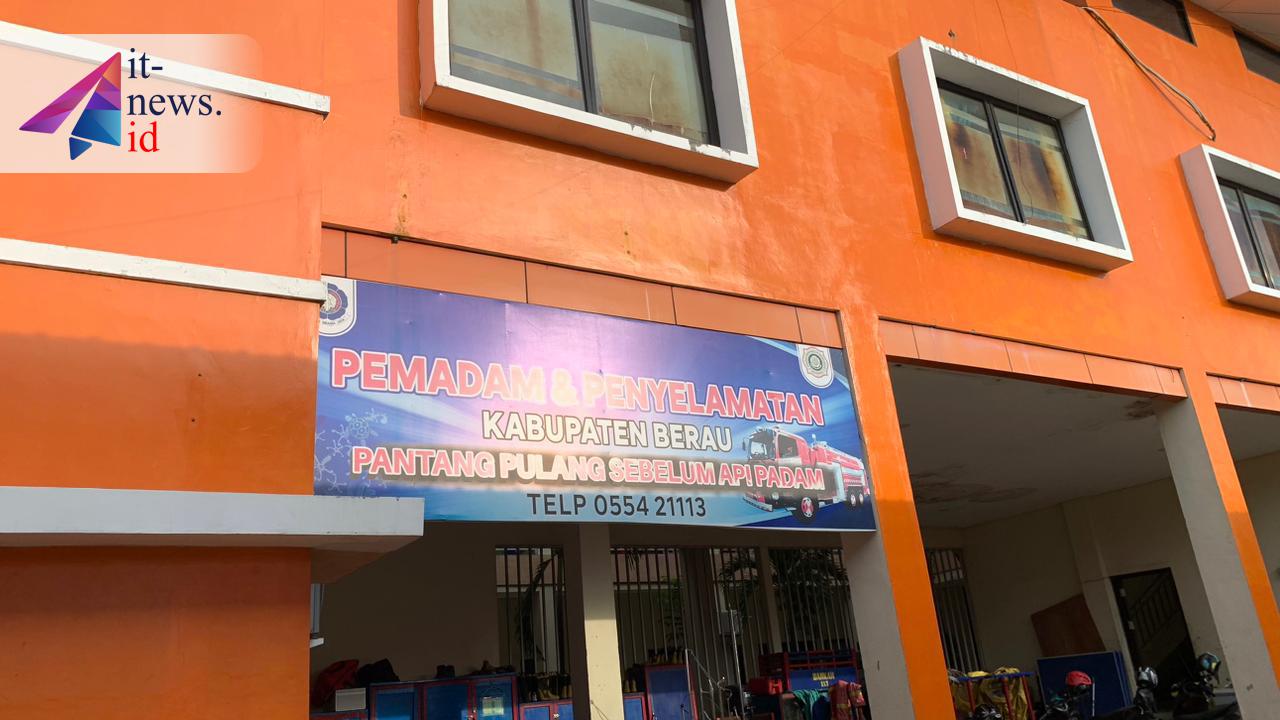 it-
news.
id
PEMADAM & PENYELAMATAN
KABUPATEN BERAU
PANTANG PULANG SEBELUM API PADAM
TELP 0554 21113